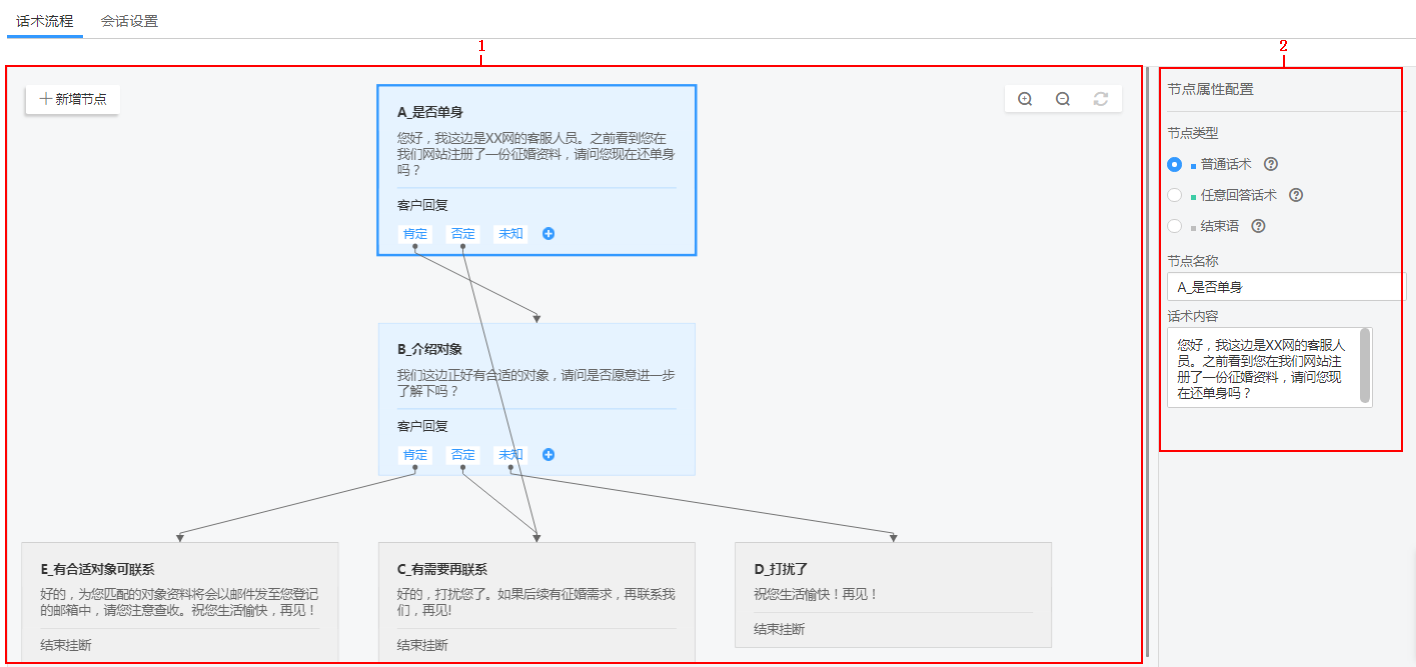 话术流程
会话设置
1
2
新增节点
A_是否单身
您好，我这边是XX网的客服人员。之前看到您在
我们网站注册了一份征婚资料，请问您现在还单身
吗？
客户回复
肯定 否定 未知
B_介绍对象
我们这边正好有合适的对象，请问是否愿意进一步
了解下吗？
客户回复
肯定 否定 未知
E_有合适对象可联系
好的，为您匹配的对象资料将会以邮件发至您登记
的邮箱中，请您注意查收。祝您生活愉快，再见！
结束挂断
C_有需要再联系
好的，打扰您了。如果后续有征婚需求，再联系我
们，再见!
结束挂断
D_打扰了
祝您生活愉快！再见！
结束挂断
节点属性配置
节点类型
普通话术
任意回答话术
结束语
节点名称
A_是否单身
话术内容
您好，我这边是XX网的客服人
员。之前看到您在我们网站注
册了一份征婚资料，请问您现
在还单身吗？